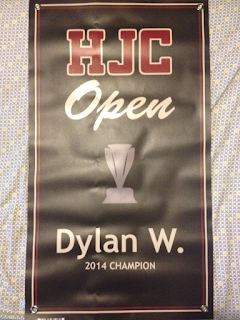 HJC
Open
Dylan W.
2014 CHAMPION